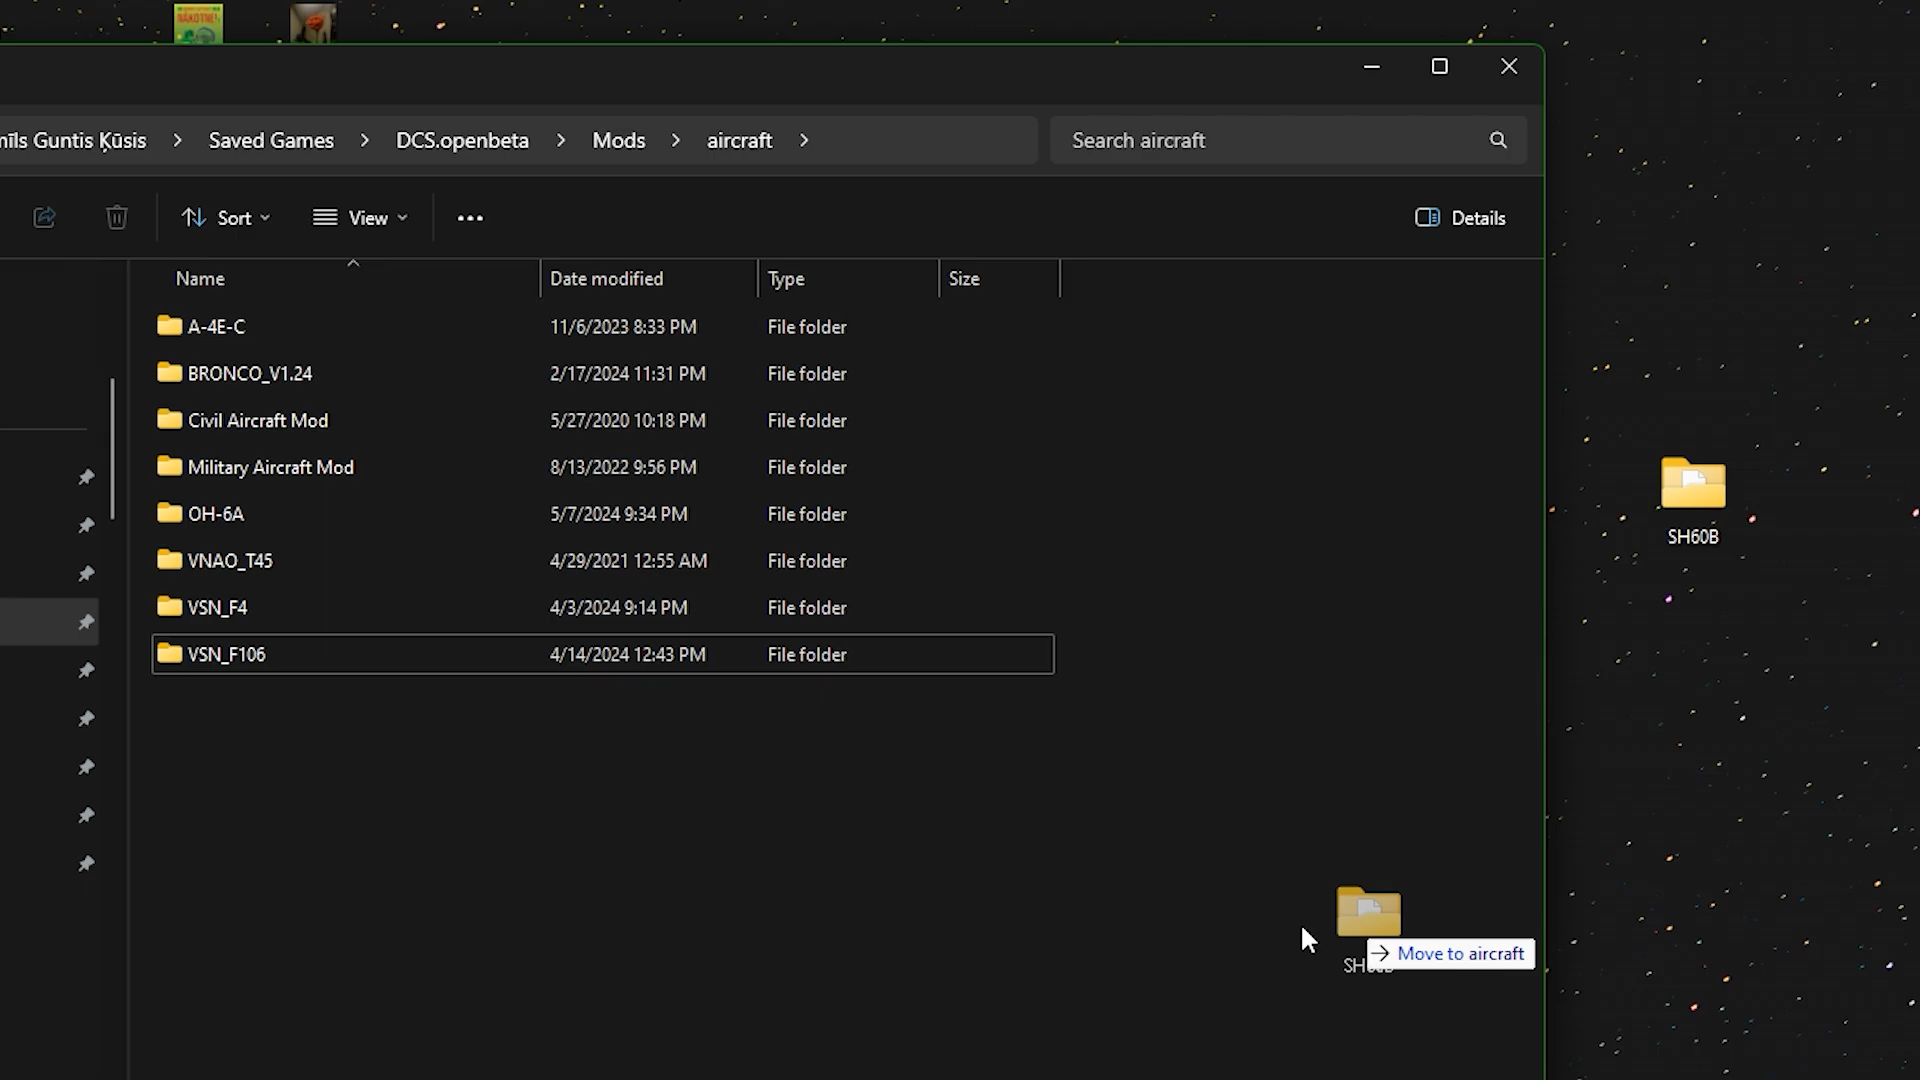 NĀKOTNE!
mīls Guntis Ķūsis > Saved Games > DCS.openbeta > Mods > aircraft >
Search aircraft
Sort
View
Details
Name Date modified Type Size
A-4E-C 11/6/2023 8:33 PM File folder
BRONCO_V1.24 2/17/2024 11:31 PM File folder
Civil Aircraft Mod 5/27/2020 10:18 PM File folder
Military Aircraft Mod 8/13/2022 9:56 PM File folder
OH-6A 5/7/2024 9:34 PM File folder
VNAO_T45 4/29/2021 12:55 AM File folder
VSN_F4 4/3/2024 9:14 PM File folder
VSN_F106 4/14/2024 12:43 PM File folder
SH60B
Move to aircraft